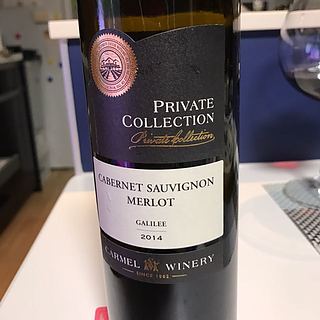 PRIVATE
COLLECTION
Private Collection
CABERNET SAUVIGNON
MERLOT
GALILEE
2014
CARMEL WINERY
SINCE 1882